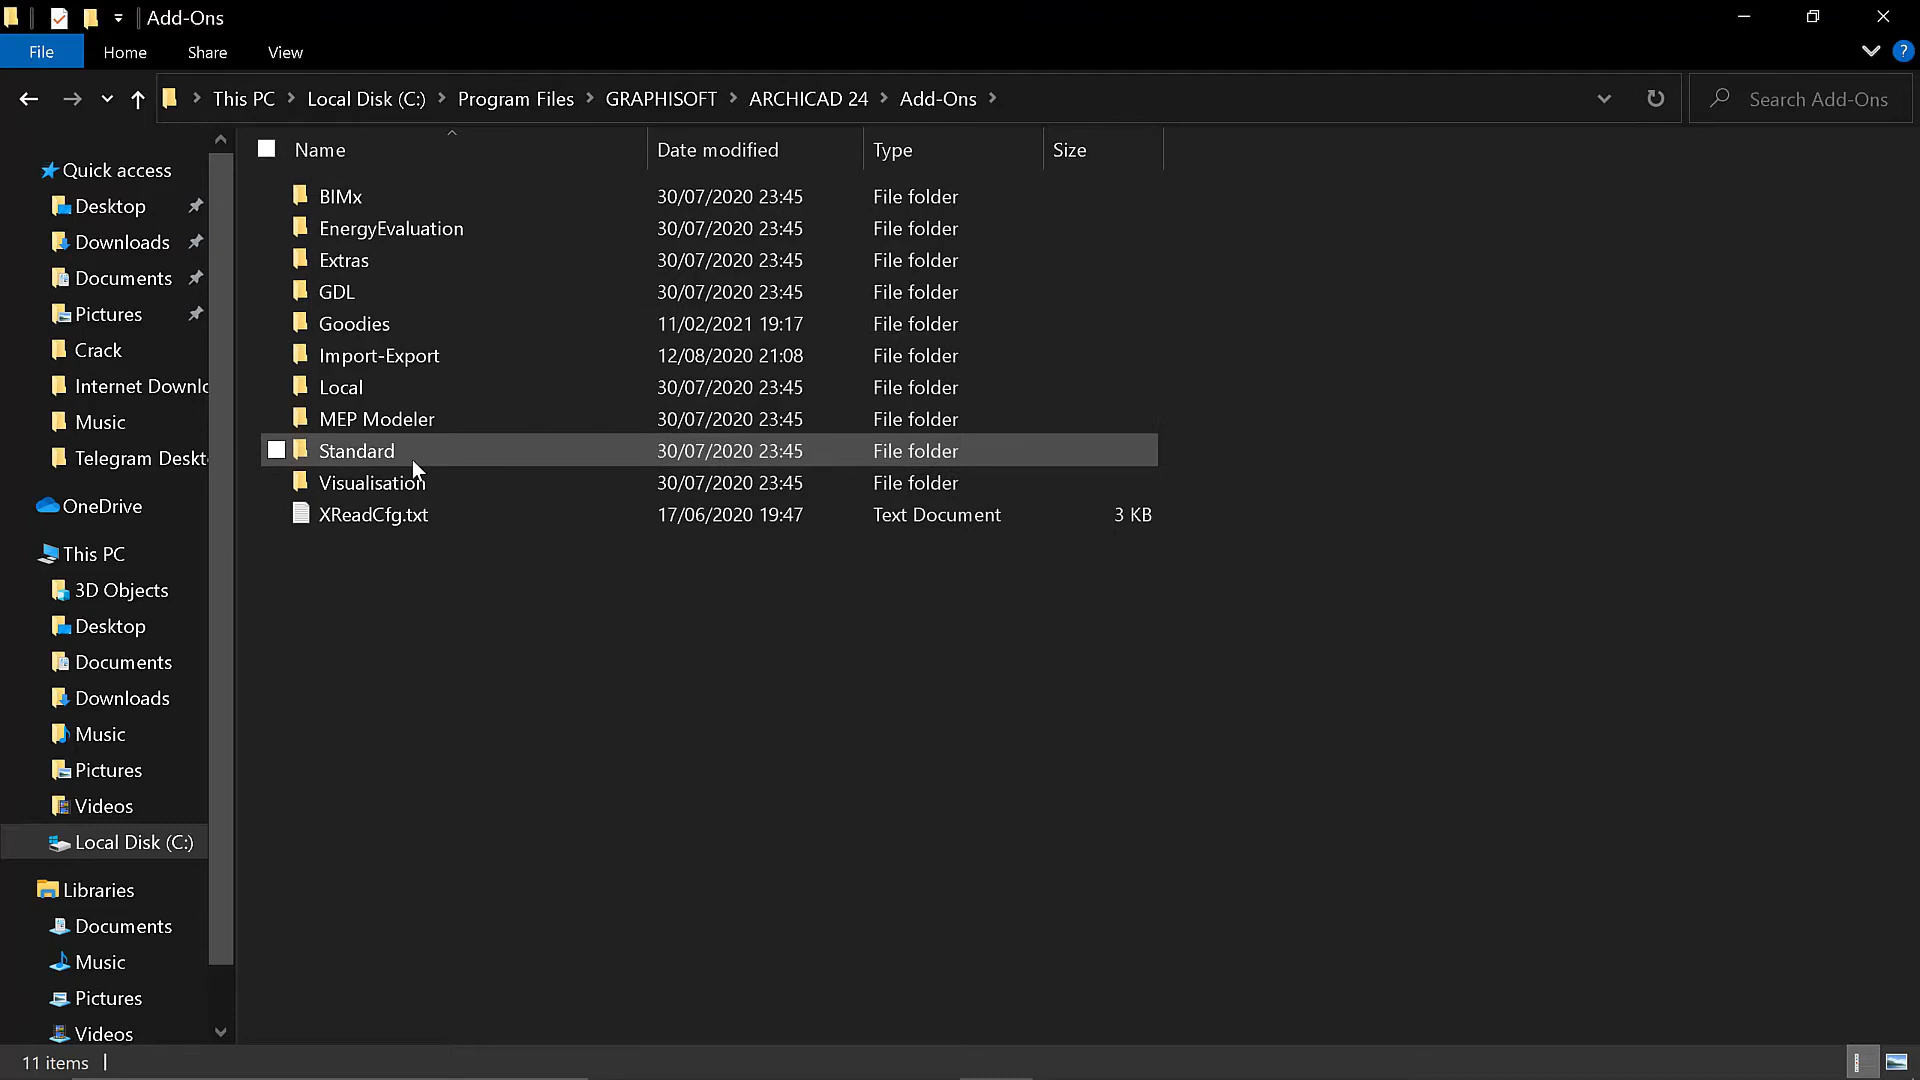 Add-Ons
File Home Share View
This PC Local Disk (C:) Program Files GRAPHISOFT ARCHICAD 24 Add-Ons Search Add-Ons
Quick access
Desktop
Downloads
Documents
Pictures
Crack
Internet Downlo
Music
Telegram Deskt
OneDrive
This PC
3D Objects
Desktop
Documents
Downloads
Music
Pictures
Videos
Local Disk (C:)
Libraries
Documents
Music
Pictures
Videos
Name Date modified Type Size
BIMx 30/07/2020 23:45 File folder
EnergyEvaluation 30/07/2020 23:45 File folder
Extras 30/07/2020 23:45 File folder
GDL 30/07/2020 23:45 File folder
Goodies 11/02/2021 19:17 File folder
Import-Export 12/08/2020 21:08 File folder
Local 30/07/2020 23:45 File folder
MEP Modeler 30/07/2020 23:45 File folder
Standard 30/07/2020 23:45 File folder
Visualisation 30/07/2020 23:45 File folder
XReadCfg.txt 17/06/2020 19:47 Text Document 3 KB
11 items